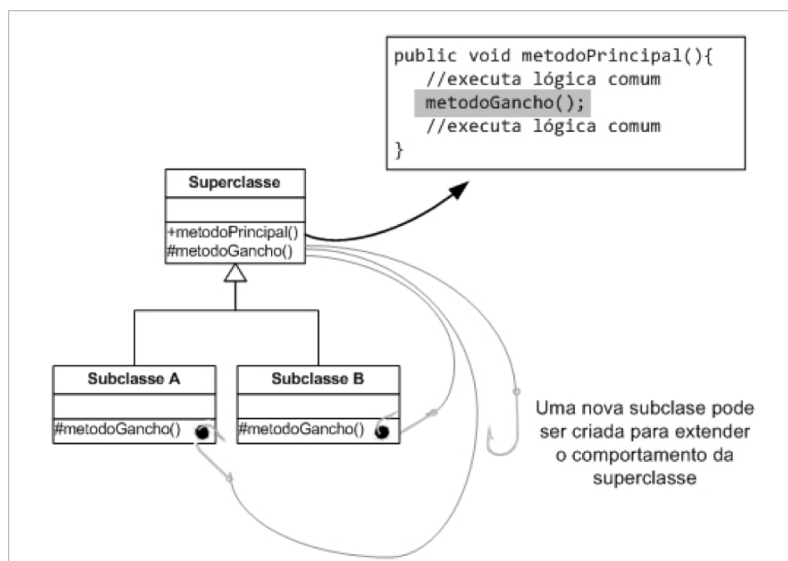 public void metodoPrincipal(){
//executa lógica comum
metodoGancho();
//executa lógica comum
}
Superclasse
+metodoPrincipal()
#metodoGancho()
Subclasse A
#metodoGancho()
Subclasse B
#metodoGancho()
Uma nova subclase pode
ser criada para extender
o comportamento da
superclasse